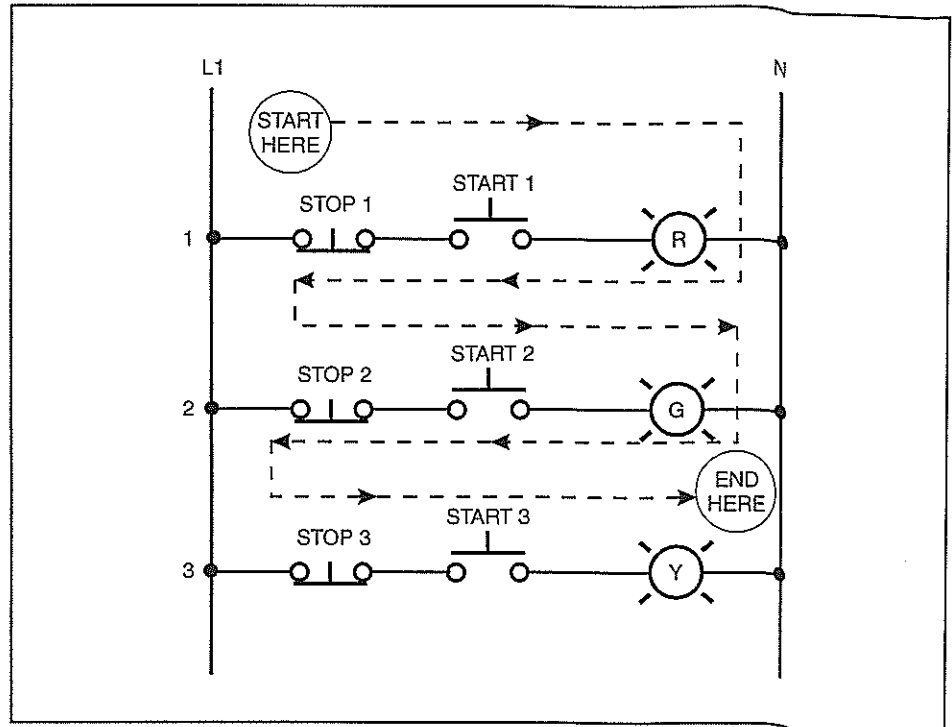 L1
N
START
HERE
START 1
STOP 1
1
R
START 2
STOP 2
2
G
END
HERE
START 3
STOP 3
3
Y